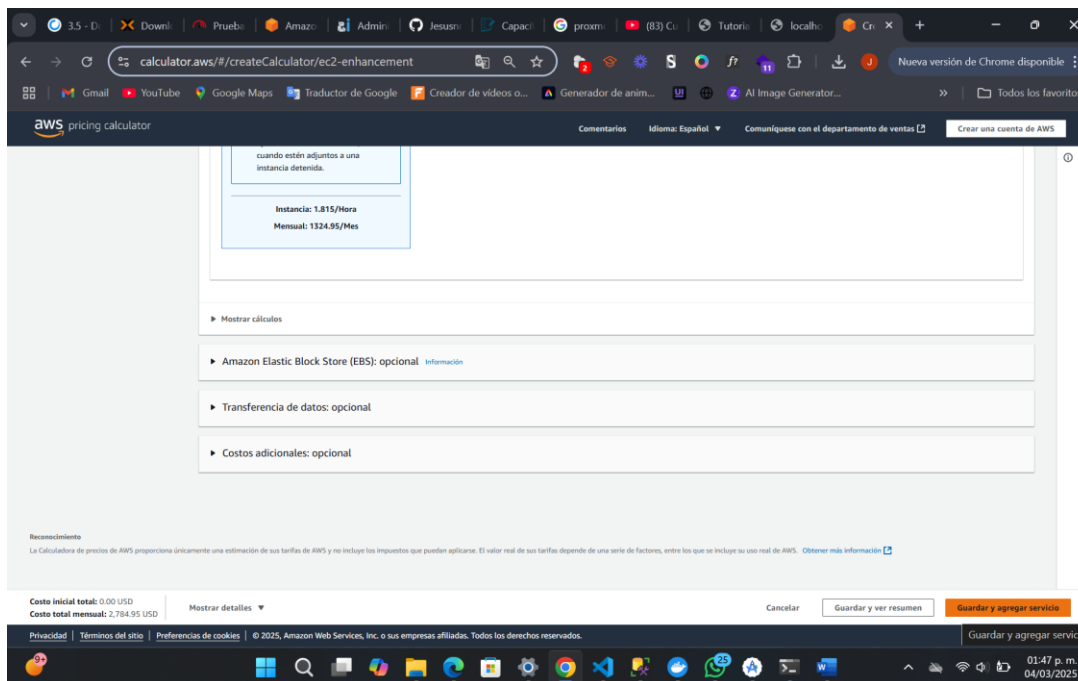 3.5 - D
Downl
Prueba
Amazo
Admin
Jesusn
Capaci
proxm
(83) Cu
Tutoria
localho
Cre
calculator.aws/#/createCalculator/ec2-enhancement
2
f?
11
J
Nueva versión de Chrome disponible
Gmail
YouTube
Google Maps
Traductor de Google
Creador de vídeos o...
Generador de anim...
AI Image Generator...
»
Todos los favorito
aws pricing calculator
Comentarios
Idioma: Español
Comuníquese con el departamento de ventas
Crear una cuenta de AWS
cuando estén adjuntos a una
instancia detenida.
Instancia: 1.815/Hora
Mensual: 1324.95/Mes
Mostrar cálculos
Amazon Elastic Block Store (EBS): opcional Información
Transferencia de datos: opcional
Costos adicionales: opcional
Reconocimiento
La Calculadora de precios de AWS proporciona únicamente una estimación de sus tarifas de AWS y no incluye los impuestos que puedan aplicarse. El valor real de sus tarifas depende de una serie de factores, entre los que se incluye su uso real de AWS. Obtener más información
Costo inicial total: 0.00 USD
Costo total mensual: 2,784.95 USD
Mostrar detalles
Cancelar
Guardar y ver resumen
Guardar y agregar servicio
Privacidad | Términos del sitio | Preferencias de cookies | © 2025, Amazon Web Services, Inc. o sus empresas afiliadas. Todos los derechos reservados.
Guardar y agregar servic
9+
25
01:47 p. m.
04/03/2025